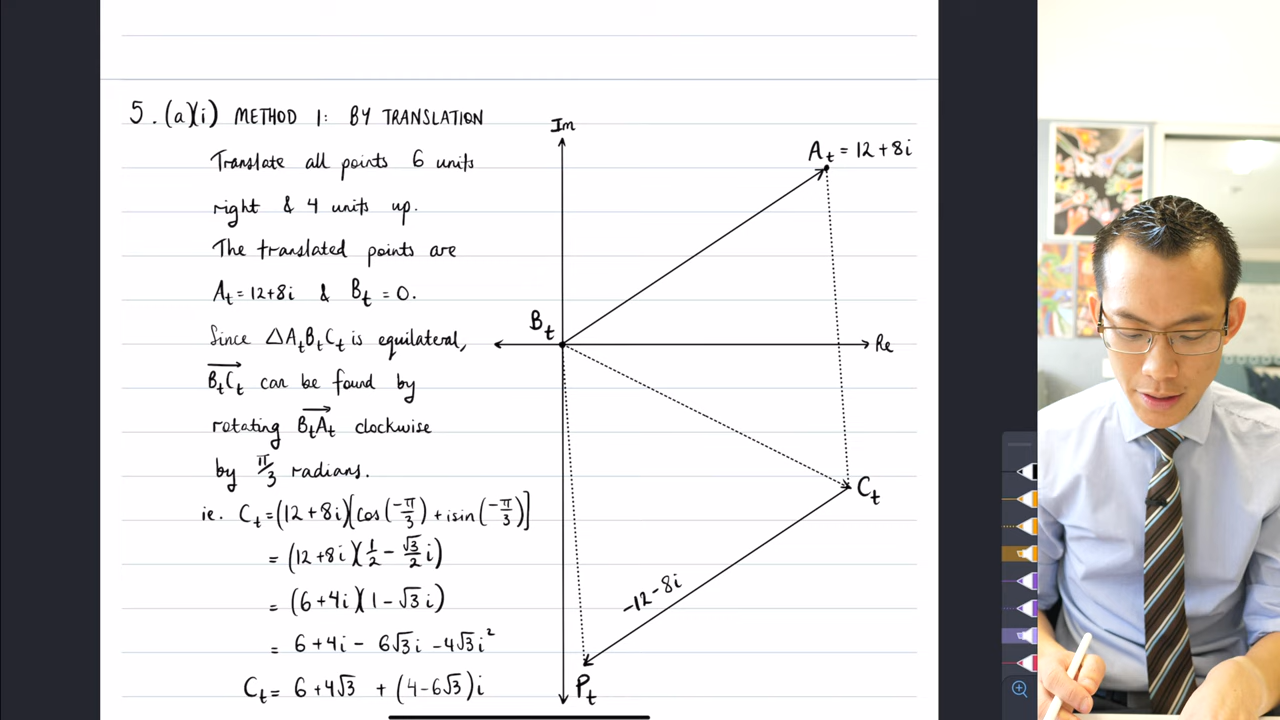 5. (a)(i) METHOD 1: BY TRANSLATION
Translate all points 6 units
right & 4 units up.
The translated points are
Aₜ = 12+8i & Bₜ = 0.
Since △AₜBₜCₜ is equilateral,
BₜCₜ can be found by
rotating BₜAₜ clockwise
by π/3 radians.
ie. Cₜ = (12+8i)[cos(-π/3) + isin(-π/3)]
= (12+8i)(1/2 - √3/2 i)
= (6+4i)(1-√3 i)
= 6+4i - 6√3i - 4√3i²
Cₜ = 6+4√3 + (4-6√3)i
Im
Aₜ = 12+8i
Bₜ
Re
Cₜ
-12-8i
Pₜ